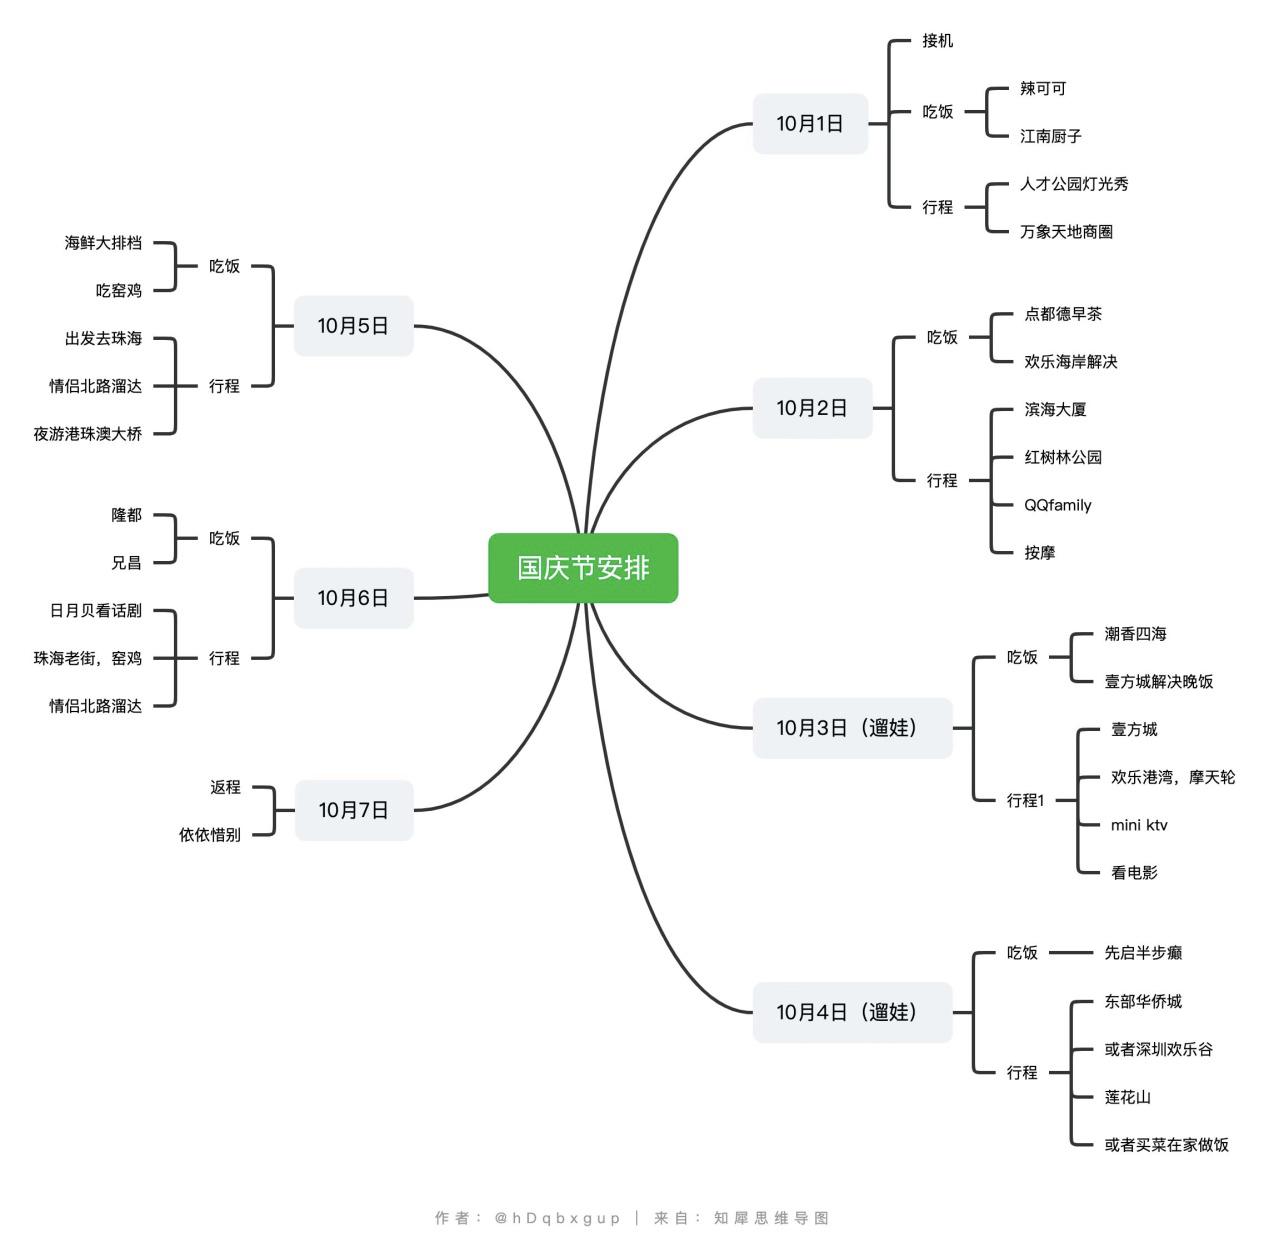 国庆节安排
10月1日
接机
吃饭
辣可可
江南厨子
行程
人才公园灯光秀
万象天地商圈
10月2日
吃饭
点都德早茶
欢乐海岸解决
行程
滨海大厦
红树林公园
QQfamily
按摩
10月3日（遛娃）
吃饭
潮香四海
壹方城解决晚饭
行程1
壹方城
欢乐港湾，摩天轮
mini ktv
看电影
10月4日（遛娃）
吃饭
先启半步癫
行程
东部华侨城
或者深圳欢乐谷
莲花山
或者买菜在家做饭
10月5日
吃饭
海鲜大排档
吃窑鸡
行程
出发去珠海
情侣北路溜达
夜游港珠澳大桥
10月6日
吃饭
隆都
兄昌
行程
日月贝看话剧
珠海老街，窑鸡
情侣北路溜达
10月7日
返程
依依惜别
作者：@hDqbxgup | 来自：知犀思维导图